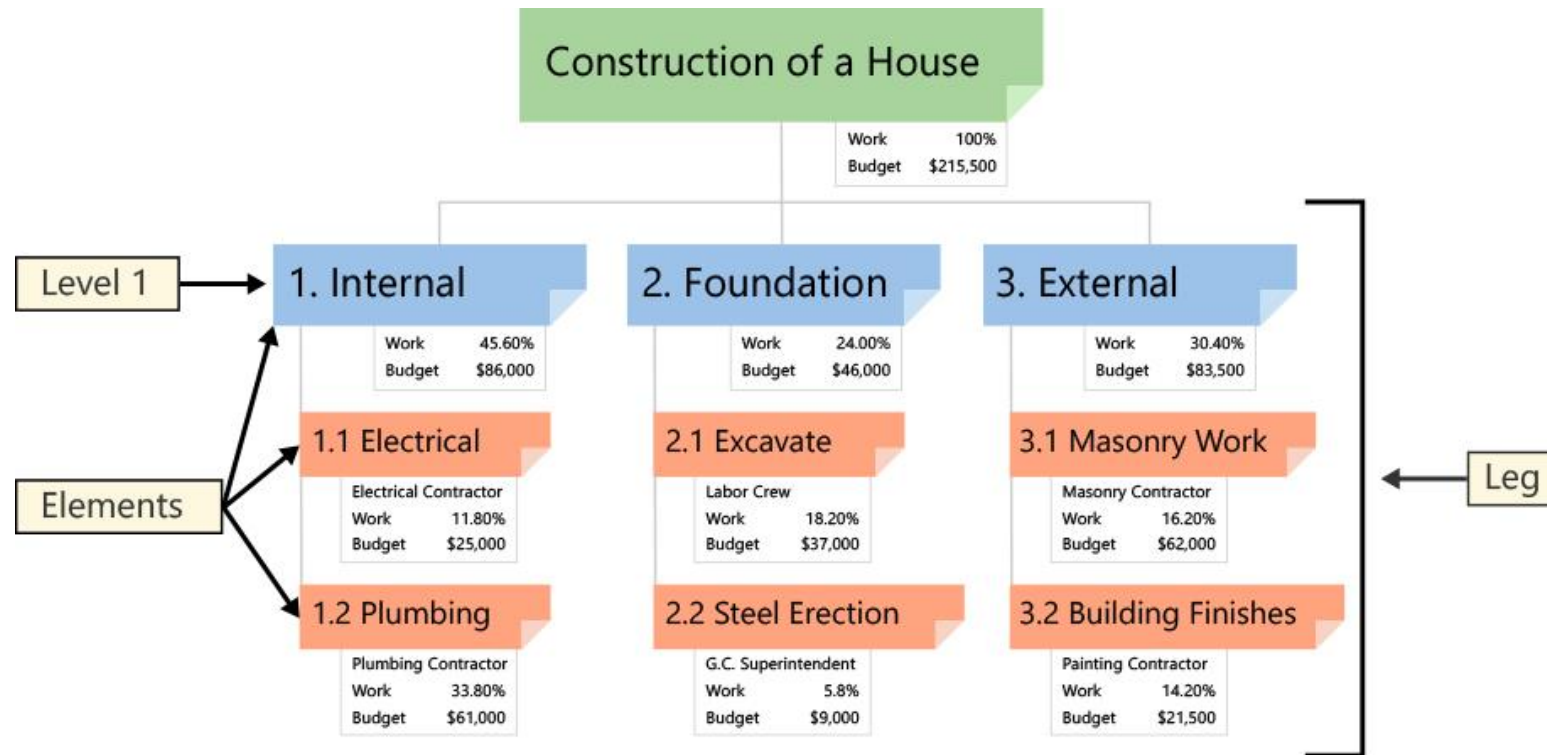 Construction of a House
Work 100%
Budget $215,500
Level 1
1. Internal
Work 45.60%
Budget $86,000
2. Foundation
Work 24.00%
Budget $46,000
3. External
Work 30.40%
Budget $83,500
Elements
1.1 Electrical
Electrical Contractor
Work 11.80%
Budget $25,000
2.1 Excavate
Labor Crew
Work 18.20%
Budget $37,000
3.1 Masonry Work
Masonry Contractor
Work 16.20%
Budget $62,000
Leg
1.2 Plumbing
Plumbing Contractor
Work 33.80%
Budget $61,000
2.2 Steel Erection
G.C. Superintendent
Work 5.8%
Budget $9,000
3.2 Building Finishes
Painting Contractor
Work 14.20%
Budget $21,500